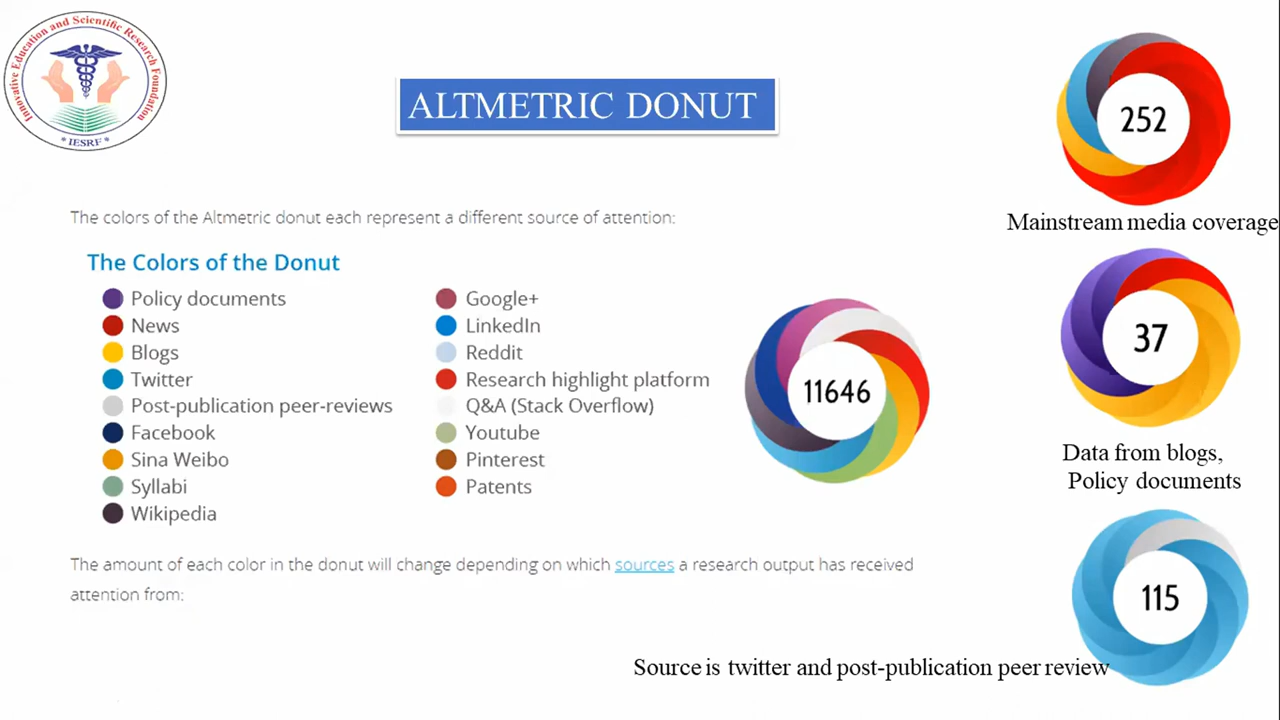 Innovative Education and Scientific Research Foundation
* IESRF *
ALTMETRIC DONUT
The colors of the Altmetric donut each represent a different source of attention:
The Colors of the Donut
Policy documents
News
Blogs
Twitter
Post-publication peer-reviews
Facebook
Sina Weibo
Syllabi
Wikipedia
Google+
LinkedIn
Reddit
Research highlight platform
Q&A (Stack Overflow)
Youtube
Pinterest
Patents
11646
The amount of each color in the donut will change depending on which sources a research output has received
attention from:
252
Mainstream media coverage
37
Data from blogs,
Policy documents
115
Source is twitter and post-publication peer review